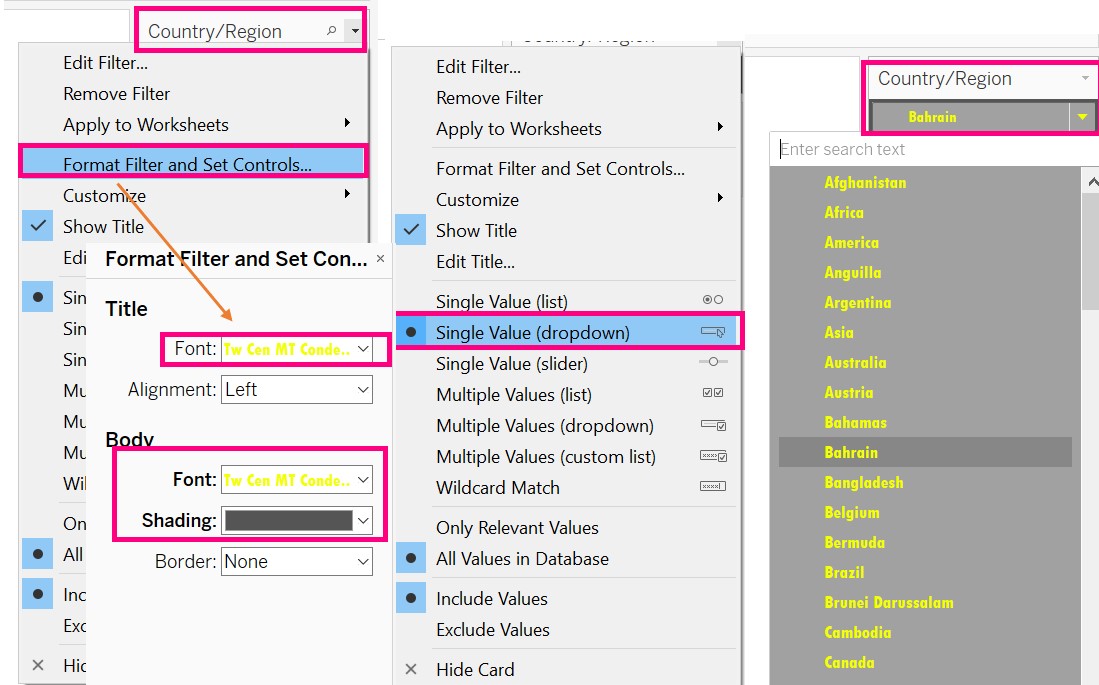 Country/Region
Edit Filter...
Remove Filter
Apply to Worksheets
Format Filter and Set Controls...
Customize
Show Title
Edi
Sin
Sin
Sin
Mu
Mu
Mu
Wil
On
All
Inc
Exc
Hid
Format Filter and Set Con...
Title
Font: Tw Cen MT Conde..
Alignment: Left
Body
Font: Tw Cen MT Conde..
Shading:
Border: None
Country/Region
Edit Filter...
Remove Filter
Apply to Worksheets
Format Filter and Set Controls...
Customize
Show Title
Edit Title...
Single Value (list)
Single Value (dropdown)
Single Value (slider)
Multiple Values (list)
Multiple Values (dropdown)
Multiple Values (custom list)
Wildcard Match
Only Relevant Values
All Values in Database
Include Values
Exclude Values
Hide Card
Country/Region
Bahrain
Enter search text
Afghanistan
Africa
America
Anguilla
Argentina
Asia
Australia
Austria
Bahamas
Bahrain
Bangladesh
Belgium
Bermuda
Brazil
Brunei Darussalam
Cambodia
Canada